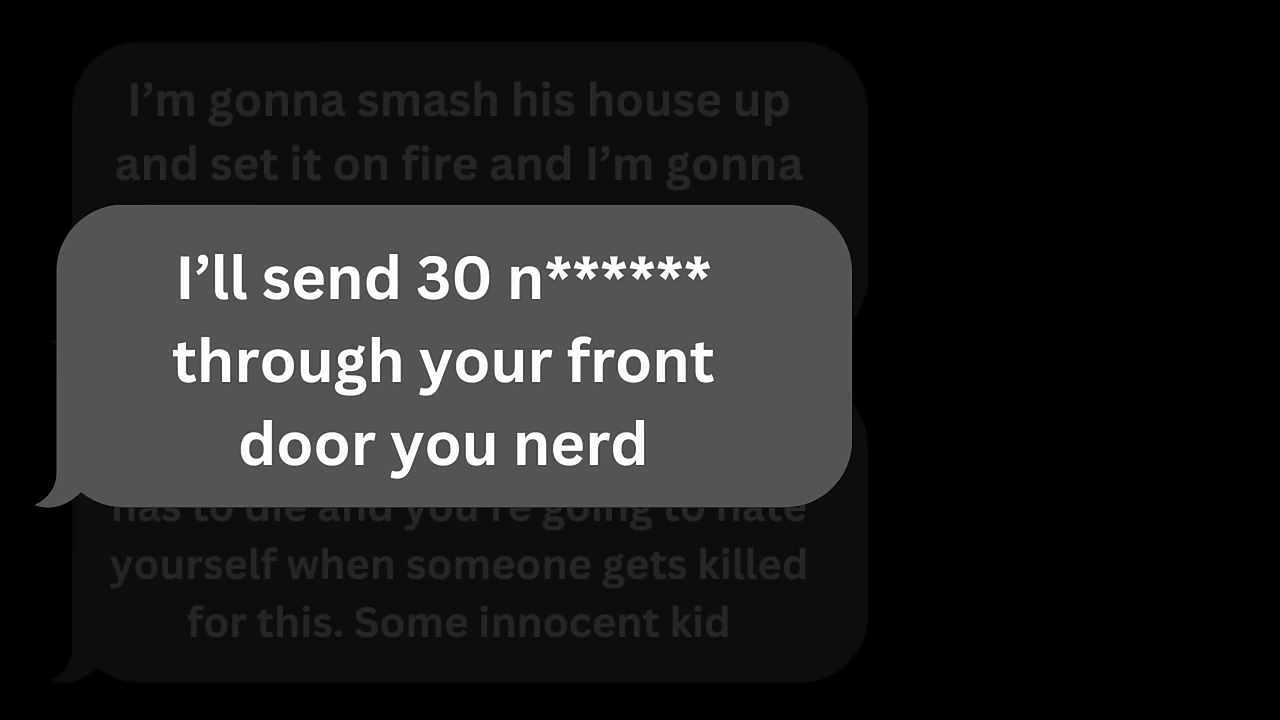 I’m gonna smash his house up
and set it on fire and I’m gonna
I’ll send 30 n******
through your front
door you nerd
has to die and you’re going to hate
yourself when someone gets killed
for this. Some innocent kid